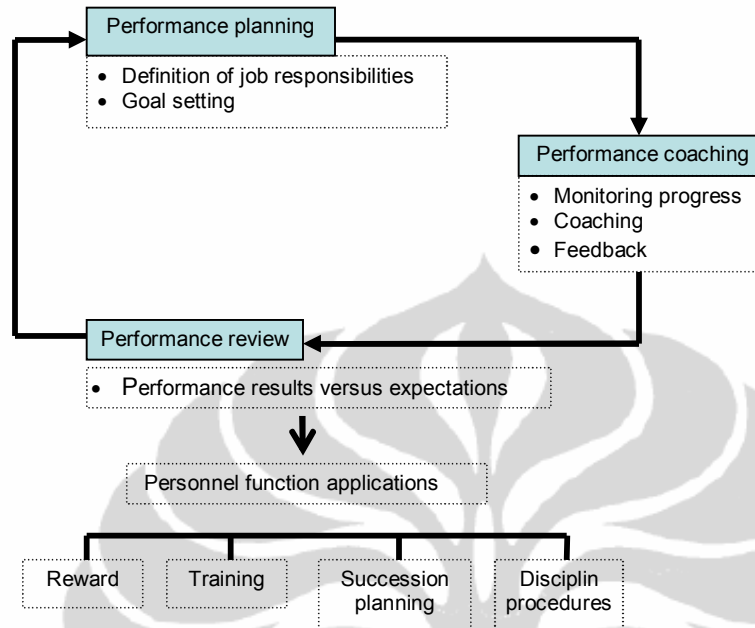 Performance planning
• Definition of job responsibilities
• Goal setting
Performance coaching
• Monitoring progress
• Coaching
• Feedback
Performance review
• Performance results versus expectations
Personnel function applications
Reward
Training
Succession
planning
Disciplin
procedures